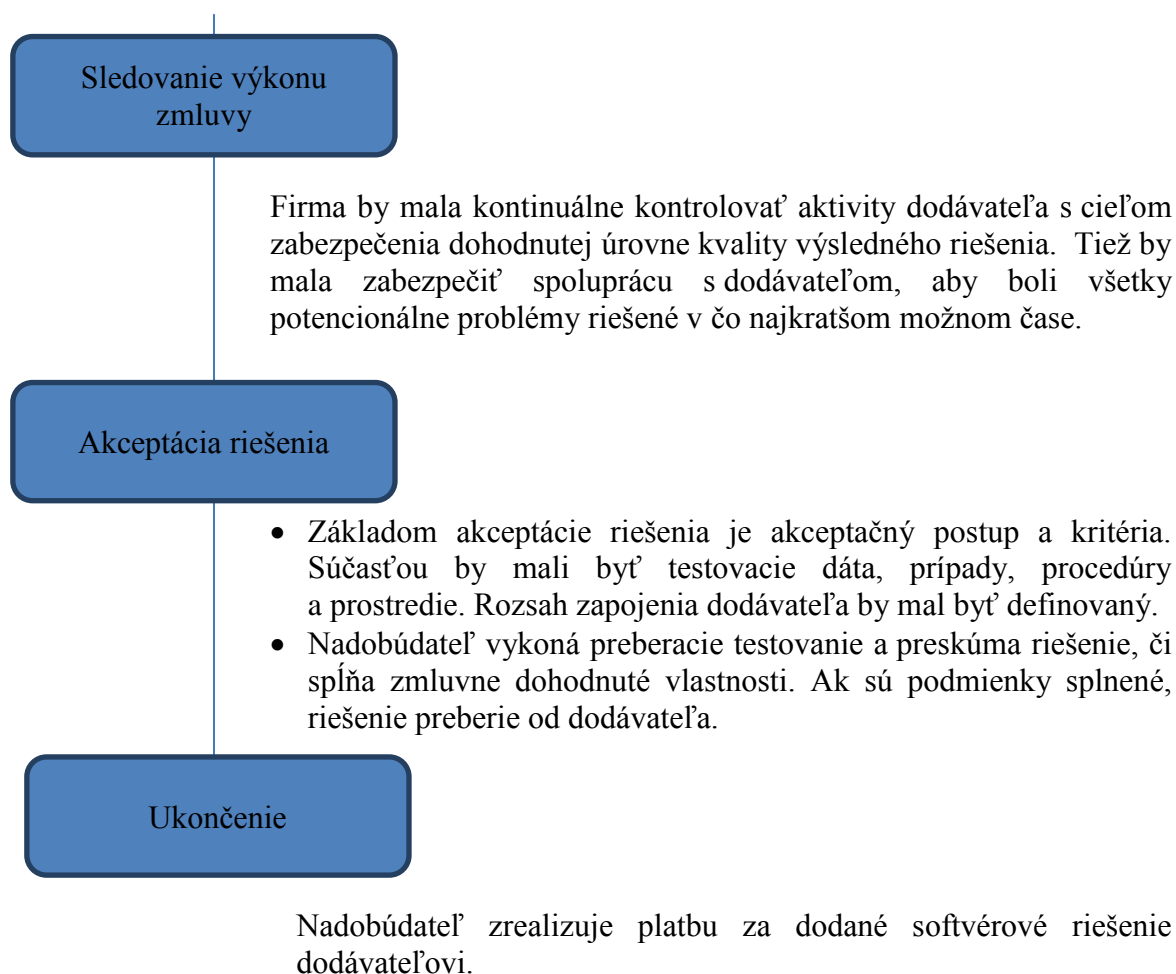 Sledovanie výkonu
zmluvy
Firma by mala kontinuálne kontrolovať aktivity dodávateľa s cieľom
zabezpečenia dohodnutej úrovne kvality výsledného riešenia. Tiež by
mala zabezpečiť spoluprácu s dodávateľom, aby boli všetky
potencionálne problémy riešené v čo najkratšom možnom čase.
Akceptácia riešenia
• Základom akceptácie riešenia je akceptačný postup a kritéria.
Súčasťou by mali byť testovacie dáta, prípady, procedúry
a prostredie. Rozsah zapojenia dodávateľa by mal byť definovaný.
• Nadobúdateľ vykoná preberacie testovanie a preskúma riešenie, či
spĺňa zmluvne dohodnuté vlastnosti. Ak sú podmienky splnené,
riešenie preberie od dodávateľa.
Ukončenie
Nadobúdateľ zrealizuje platbu za dodané softvérové riešenie
dodávateľovi.